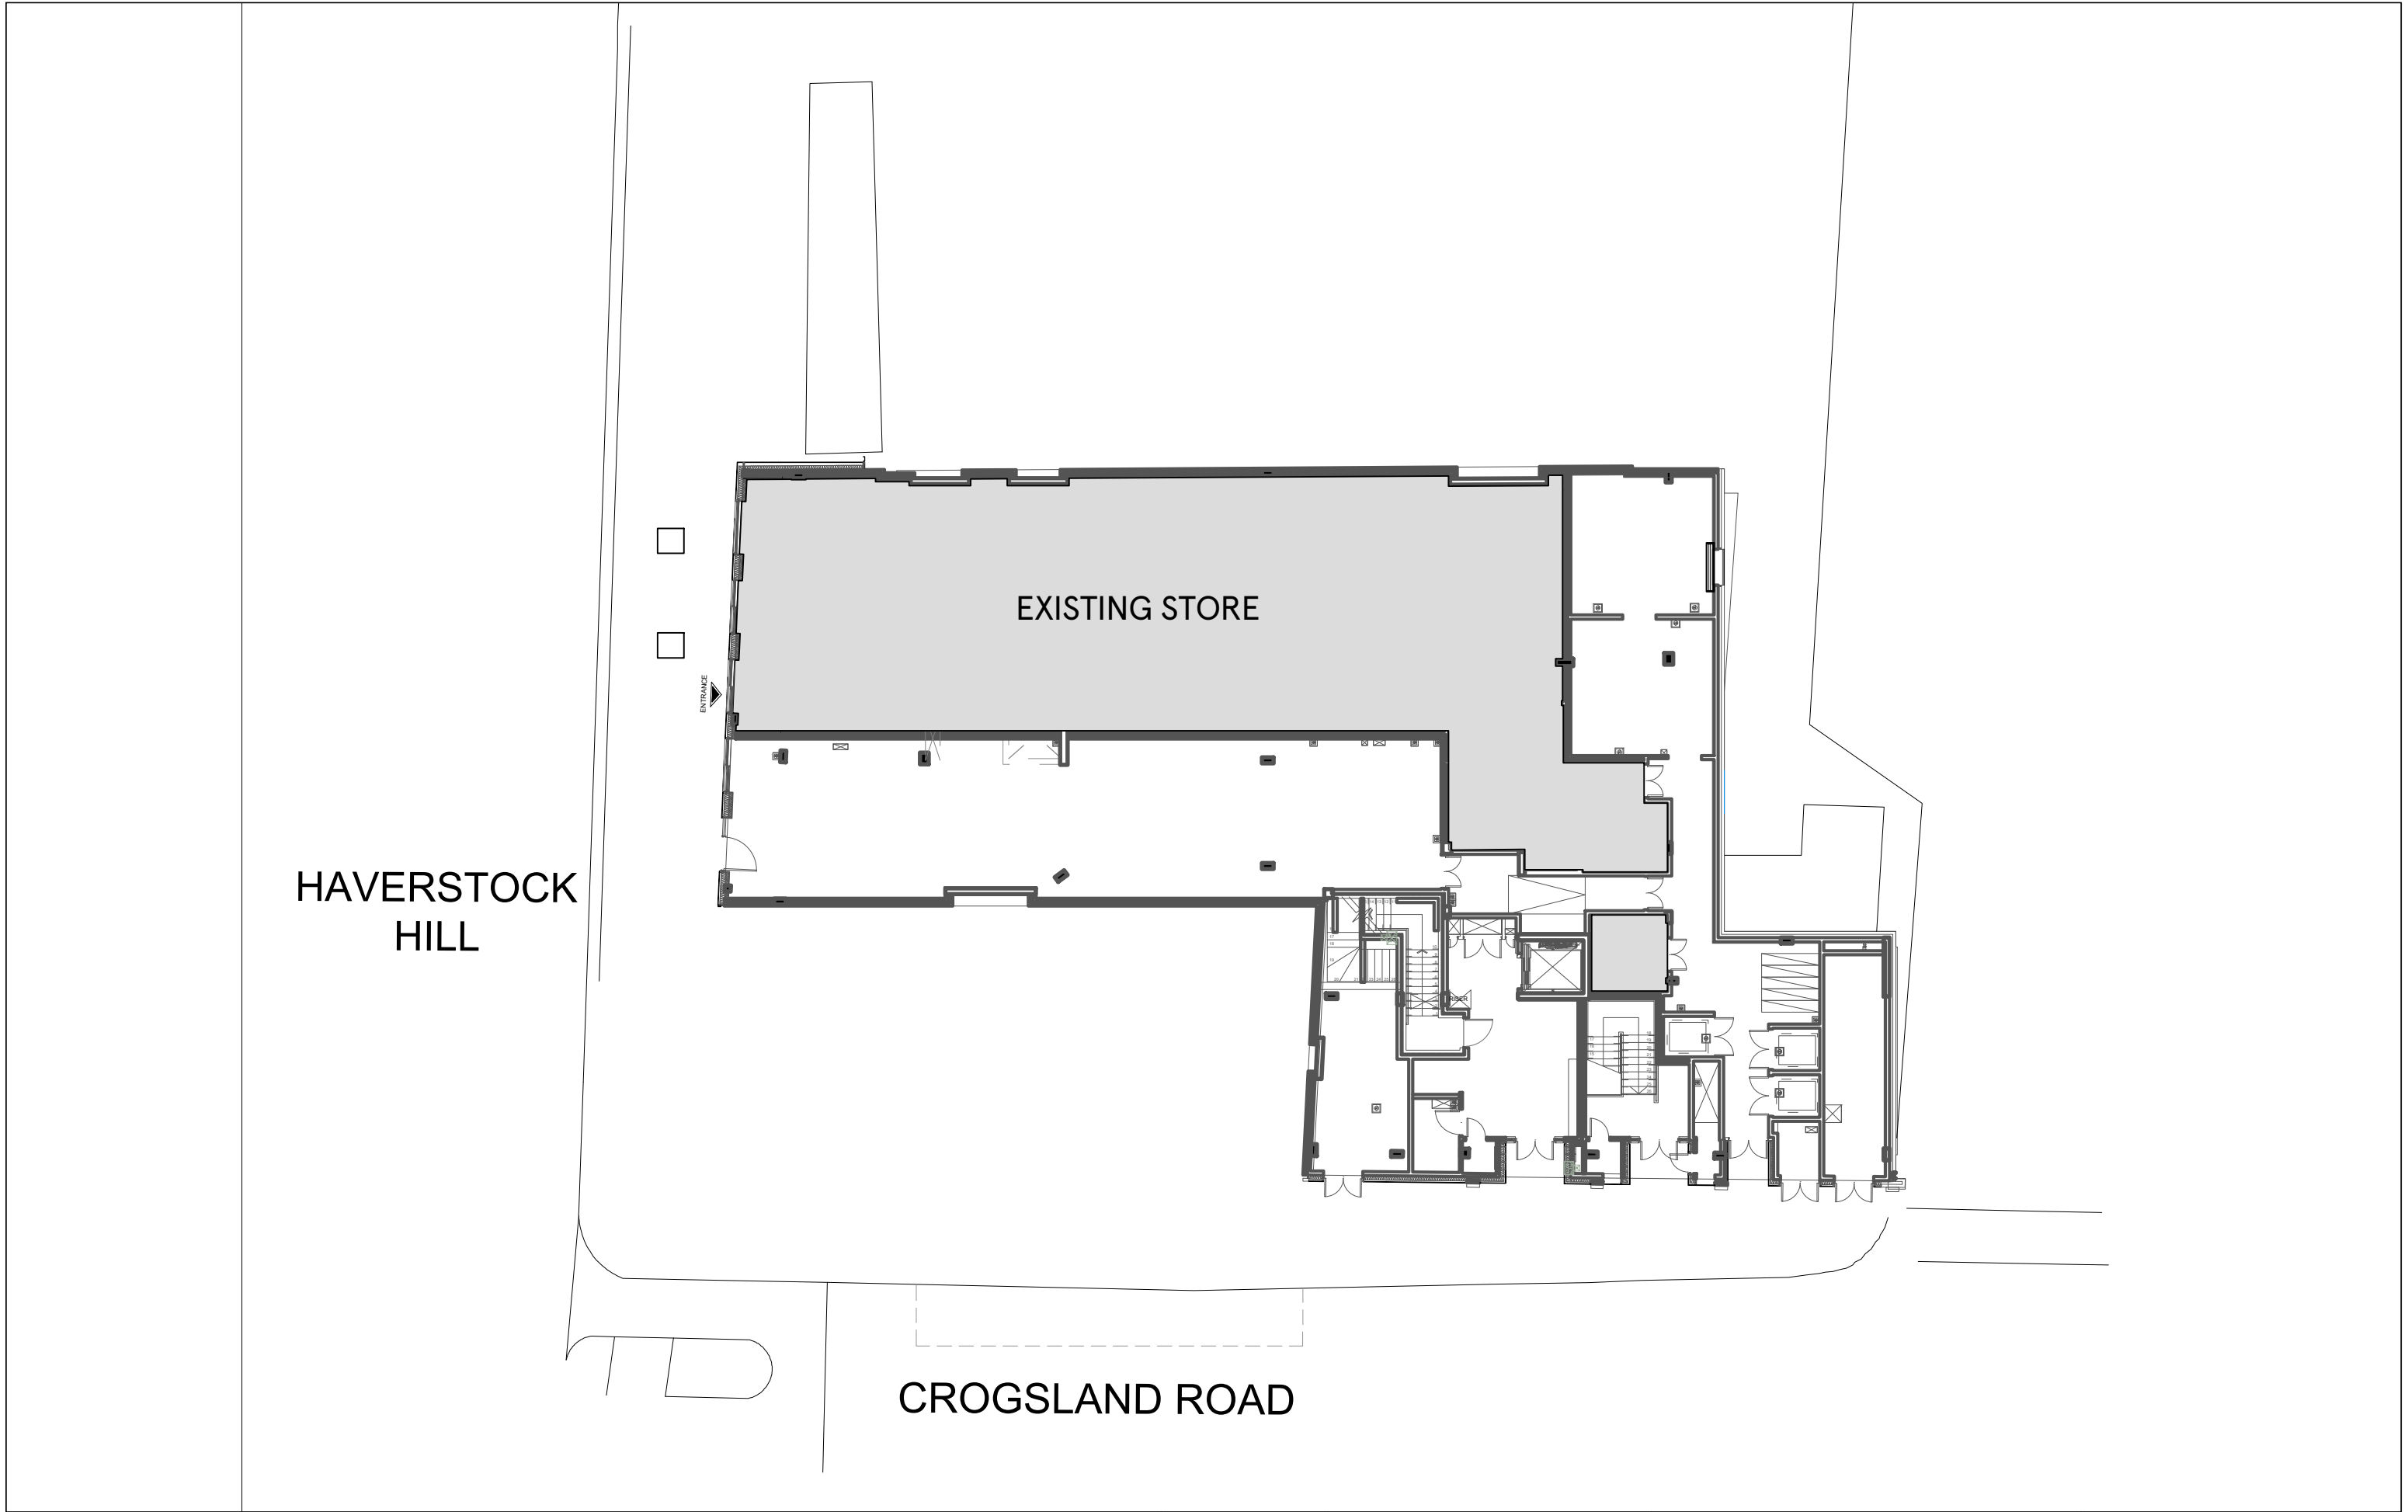 EXISTING STORE
ENTRANCE
HAVERSTOCK
HILL
RISER
CROGSLAND ROAD